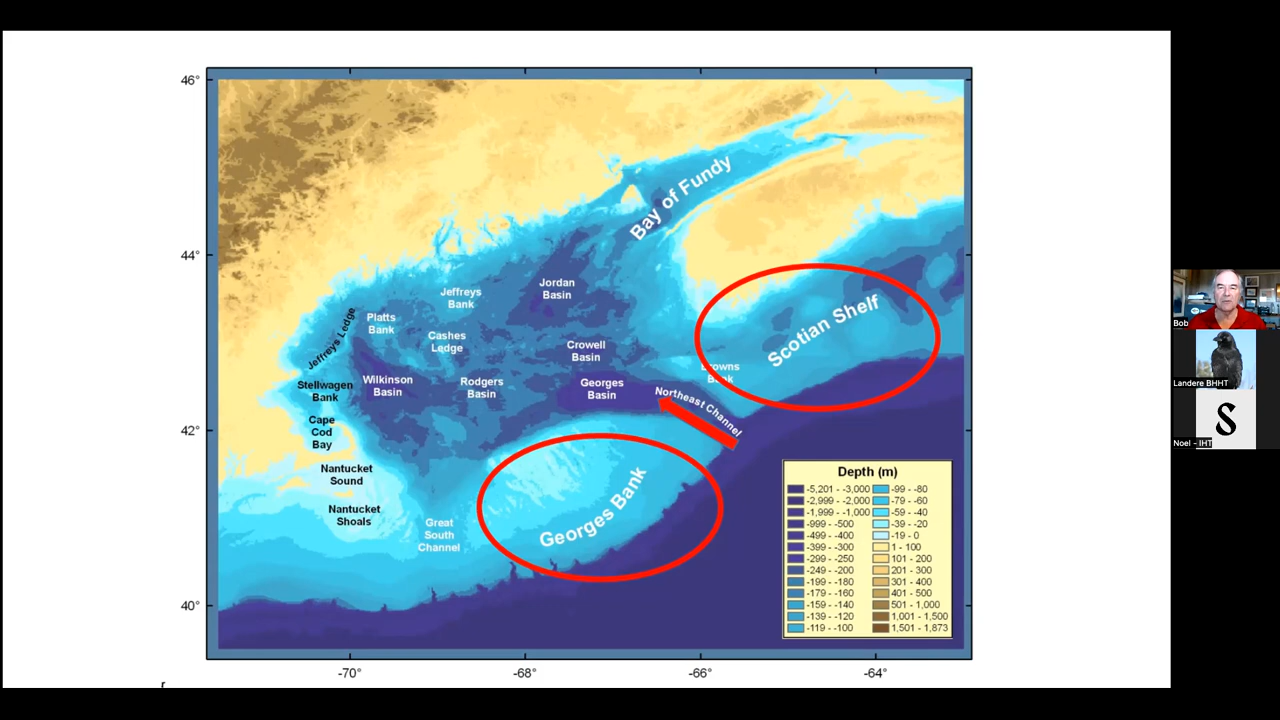 46°
44°
42°
40°
-70°
-68°
-66°
-64°
Bay of Fundy
Jordan
Basin
Jeffreys
Bank
Platts
Bank
Jeffreys Ledge
Cashes
Ledge
Crowell
Basin
Scotian Shelf
Browns
Bank
Stellwagen
Bank
Wilkinson
Basin
Rodgers
Basin
Georges
Basin
Northeast Channel
Cape
Cod
Bay
Nantucket
Sound
Nantucket
Shoals
Great
South
Channel
Georges Bank
Depth (m)
-5,201 - -3,000
-2,999 - -2,000
-1,999 - -1,000
-999 - -500
-499 - -400
-399 - -300
-299 - -250
-249 - -200
-199 - -180
-179 - -160
-159 - -140
-139 - -120
-119 - -100
-99 - -80
-79 - -60
-59 - -40
-39 - -20
-19 - 0
1 - 100
101 - 200
201 - 300
301 - 400
401 - 500
501 - 1,000
1,001 - 1,500
1,501 - 1,873
r
Bob
Landere BHHT
S
Noel - IHT